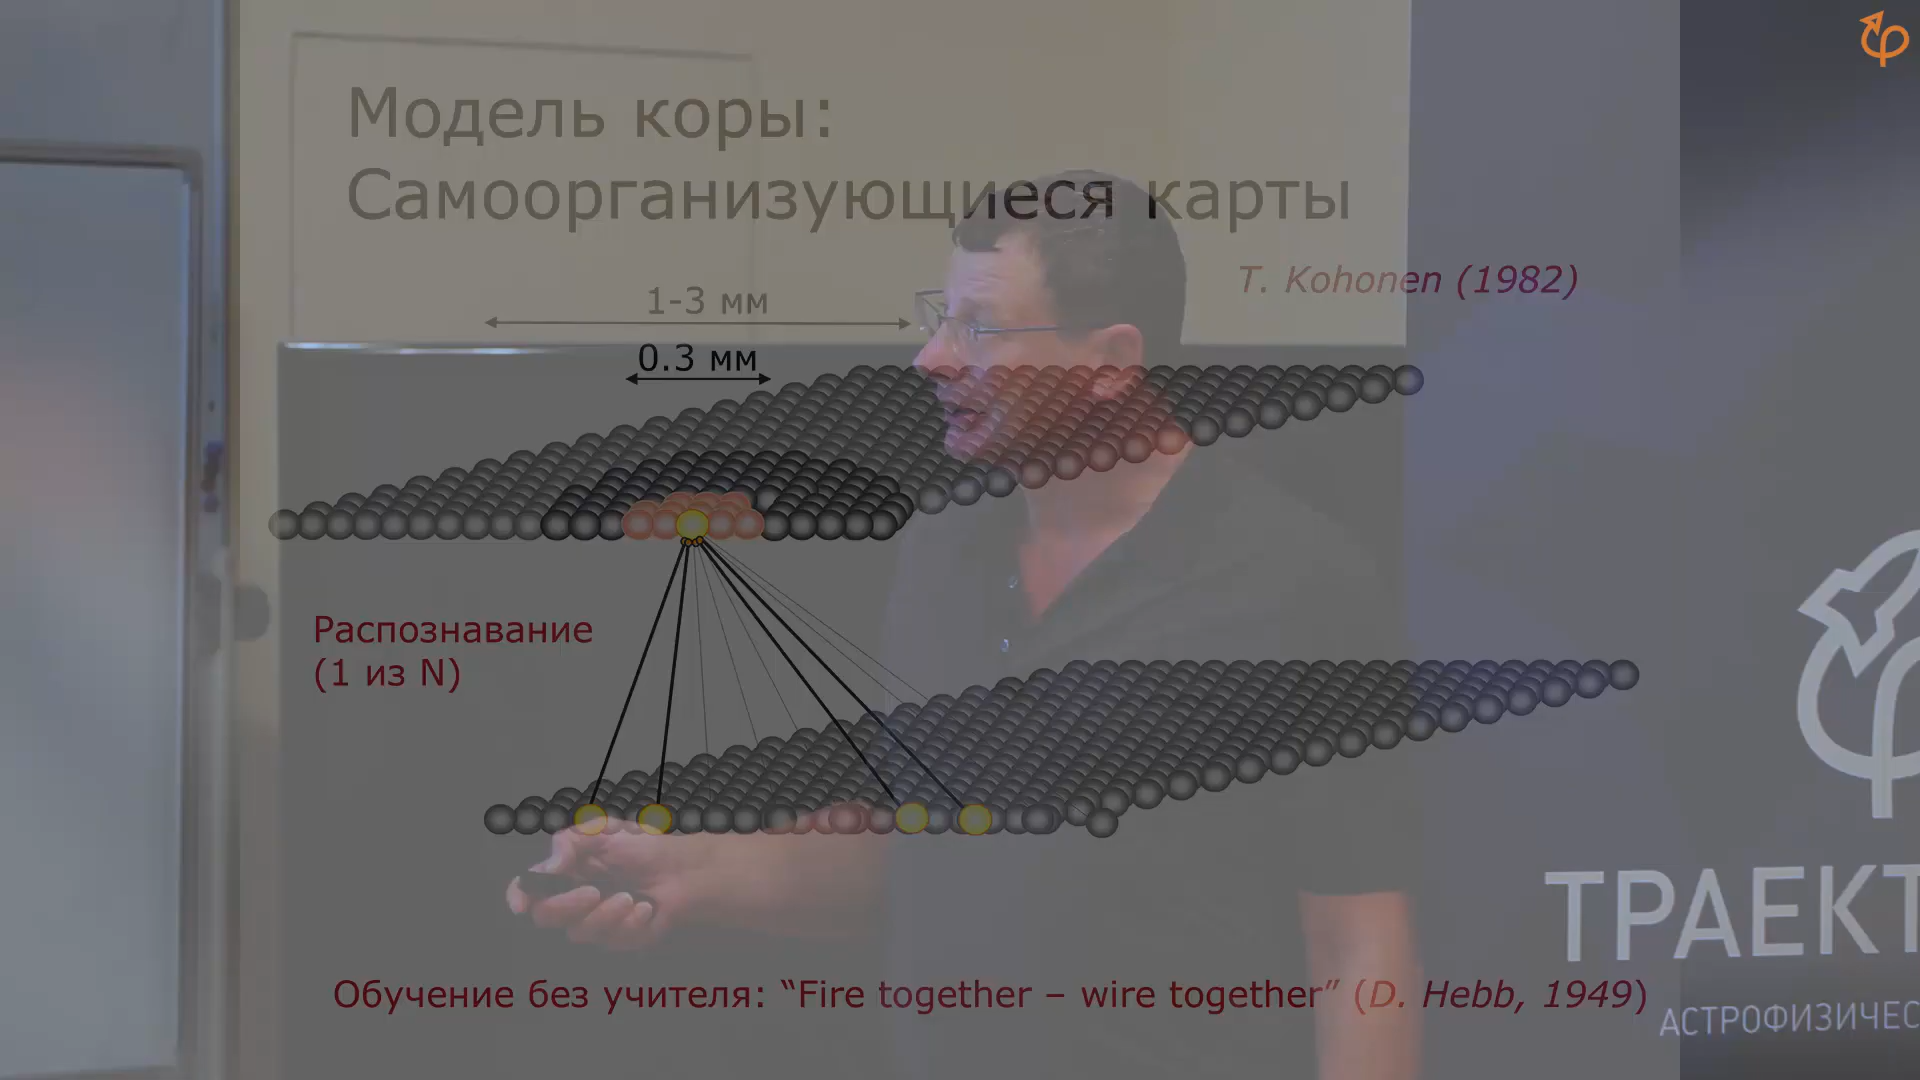 Модель коры:
Самоорганизующиеся карты
T. Kohonen (1982)
1-3 мм
0.3 мм
Распознавание
(1 из N)
Обучение без учителя: “Fire together – wire together” (D. Hebb, 1949)
ТРАЕКТ
АСТРОФИЗИЧЕС